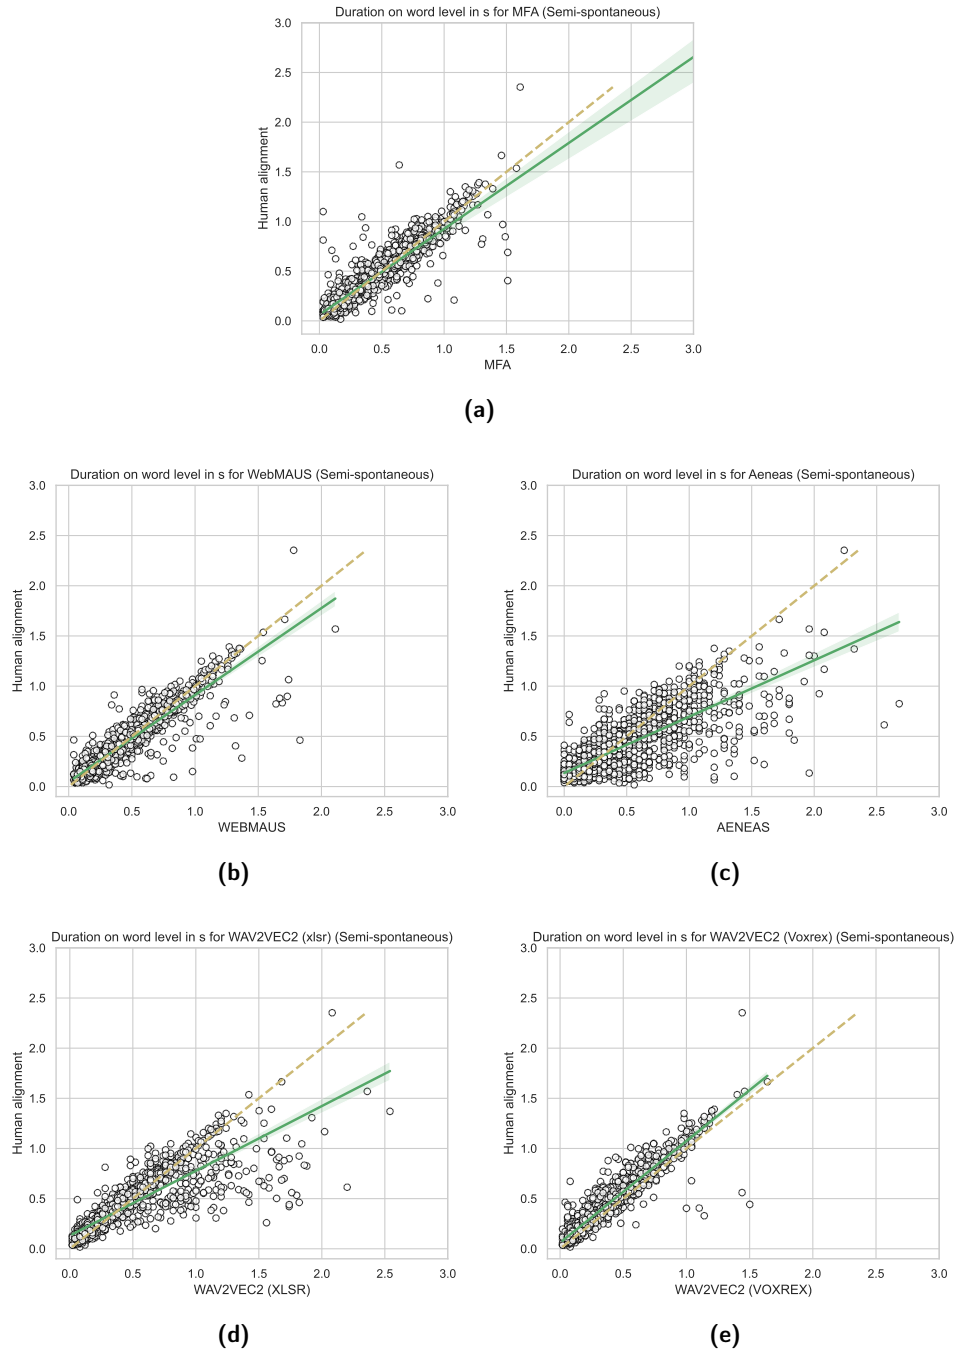 Duration on word level in s for MFA (Semi-spontaneous)
3.0
2.5
2.0
1.5
1.0
0.5
0.0
Human alignment
0.0 0.5 1.0 1.5 2.0 2.5 3.0
MFA
(a)
Duration on word level in s for WebMAUS (Semi-spontaneous)
3.0
2.5
2.0
1.5
1.0
0.5
0.0
Human alignment
0.0 0.5 1.0 1.5 2.0 2.5 3.0
WEBMAUS
(b)
Duration on word level in s for Aeneas (Semi-spontaneous)
3.0
2.5
2.0
1.5
1.0
0.5
0.0
Human alignment
0.0 0.5 1.0 1.5 2.0 2.5 3.0
AENEAS
(c)
Duration on word level in s for WAV2VEC2 (xlsr) (Semi-spontaneous)
3.0
2.5
2.0
1.5
1.0
0.5
0.0
Human alignment
0.0 0.5 1.0 1.5 2.0 2.5 3.0
WAV2VEC2 (XLSR)
(d)
Duration on word level in s for WAV2VEC2 (Voxrex) (Semi-spontaneous)
3.0
2.5
2.0
1.5
1.0
0.5
0.0
Human alignment
0.0 0.5 1.0 1.5 2.0 2.5 3.0
WAV2VEC2 (VOXREX)
(e)